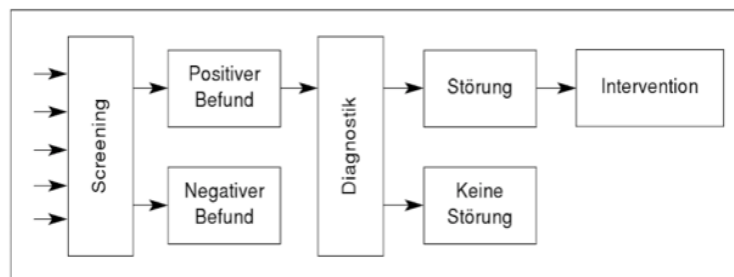 Screening
Positiver
Befund
Negativer
Befund
Diagnostik
Störung
Keine
Störung
Intervention